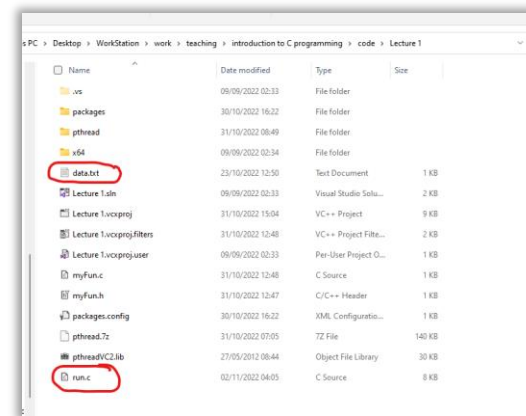 s PC > Desktop > WorkStation > work > teaching > introduction to C programming > code > Lecture 1
Name Date modified Type Size
.vs 09/09/2022 02:33 File folder
packages 30/10/2022 16:22 File folder
pthread 31/10/2022 08:49 File folder
x64 09/09/2022 02:34 File folder
data.txt 23/10/2022 12:50 Text Document 1 KB
Lecture 1.sln 09/09/2022 02:33 Visual Studio Solu... 2 KB
Lecture 1.vcxproj 31/10/2022 15:04 VC++ Project 9 KB
Lecture 1.vcxproj.filters 31/10/2022 12:48 VC++ Project Filte... 2 KB
Lecture 1.vcxproj.user 09/09/2022 02:33 Per-User Project O... 1 KB
myFun.c 31/10/2022 12:48 C Source 1 KB
myFun.h 31/10/2022 12:47 C/C++ Header 1 KB
packages.config 30/10/2022 16:22 XML Configuratio... 1 KB
pthread.7z 31/10/2022 07:05 7Z File 140 KB
pthreadVC2.lib 27/05/2012 08:44 Object File Library 30 KB
run.c 02/11/2022 04:05 C Source 8 KB